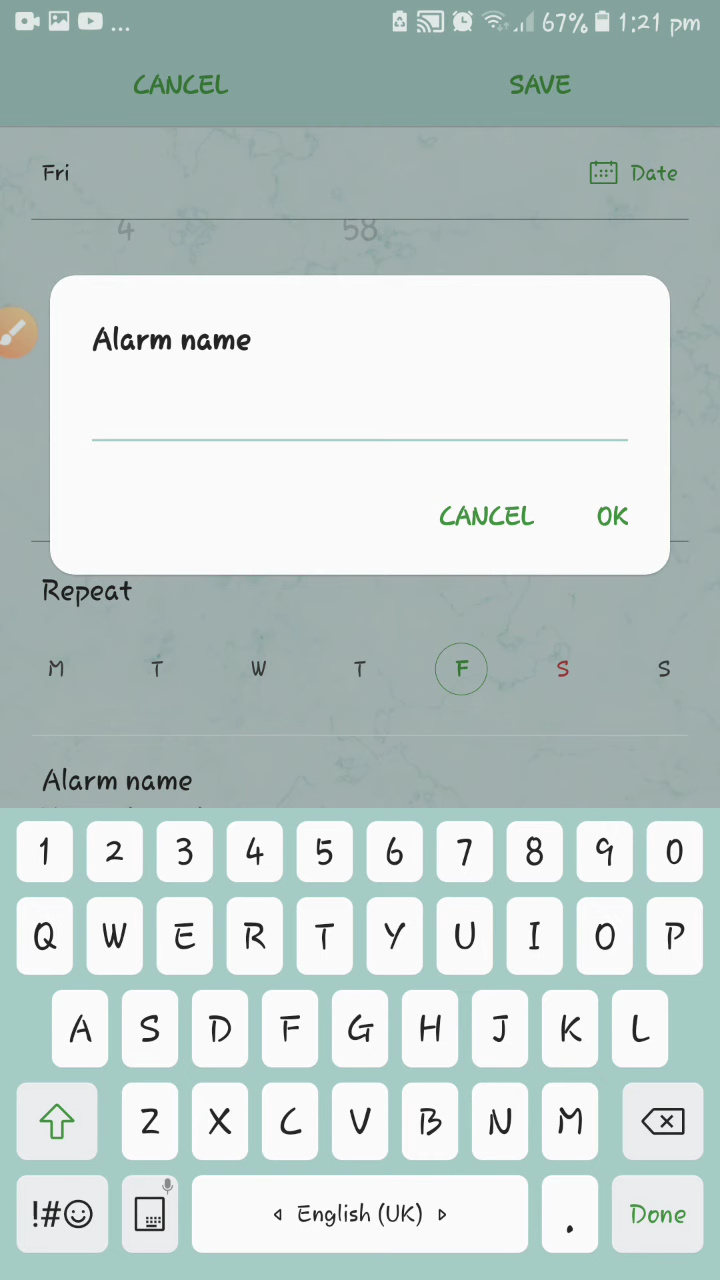 ... 67% 1:21 pm
CANCEL SAVE
Fri Date
4 58
Alarm name
CANCEL OK
Repeat
M T W T F S S
Alarm name
1 2 3 4 5 6 7 8 9 0
Q W E R T Y U I O P
A S D F G H J K L
Z X C V B N M
!#☺ English (UK) . Done